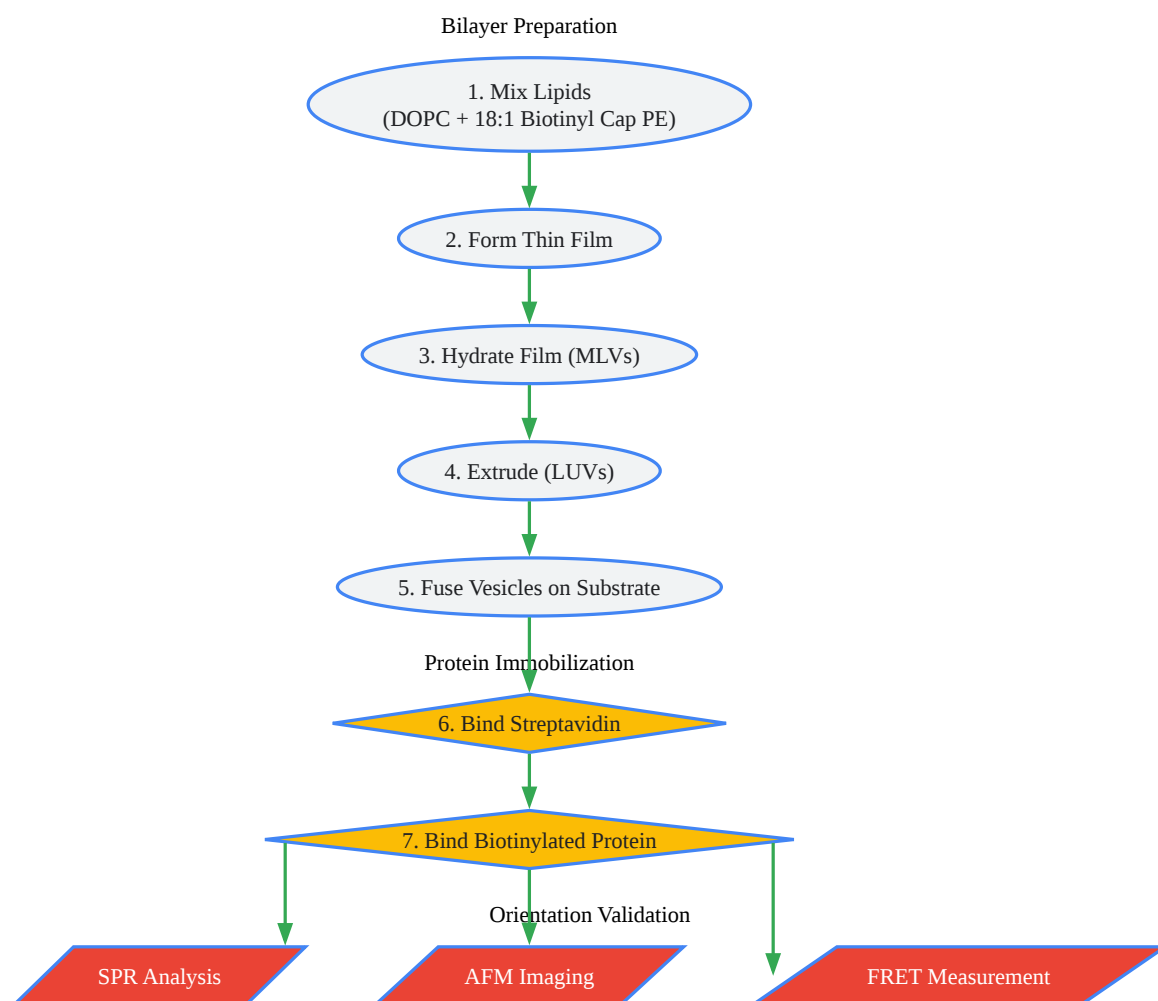 Bilayer Preparation
1. Mix Lipids
(DOPC + 18:1 Biotinyl Cap PE)
2. Form Thin Film
3. Hydrate Film (MLVs)
4. Extrude (LUVs)
5. Fuse Vesicles on Substrate
Protein Immobilization
6. Bind Streptavidin
7. Bind Biotinylated Protein
Orientation Validation
SPR Analysis
AFM Imaging
FRET Measurement